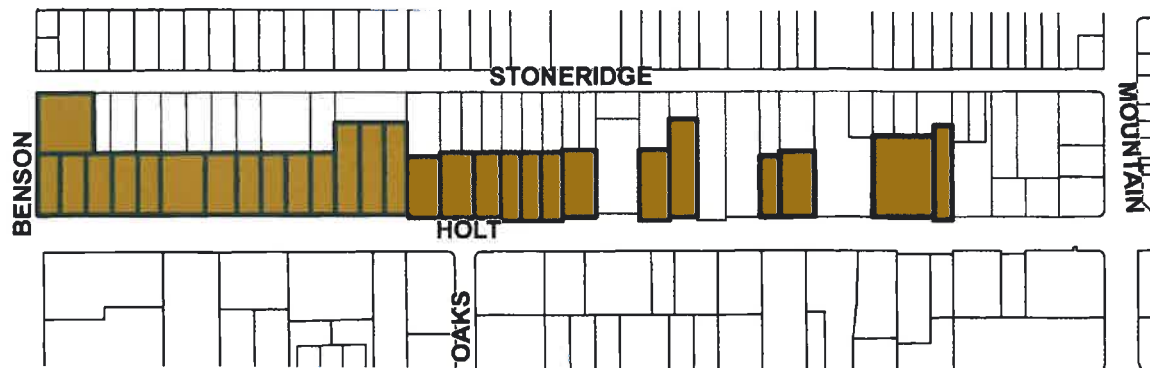 STONERIDGE
BENSON
MOUNTAIN
HOLT
OAKS